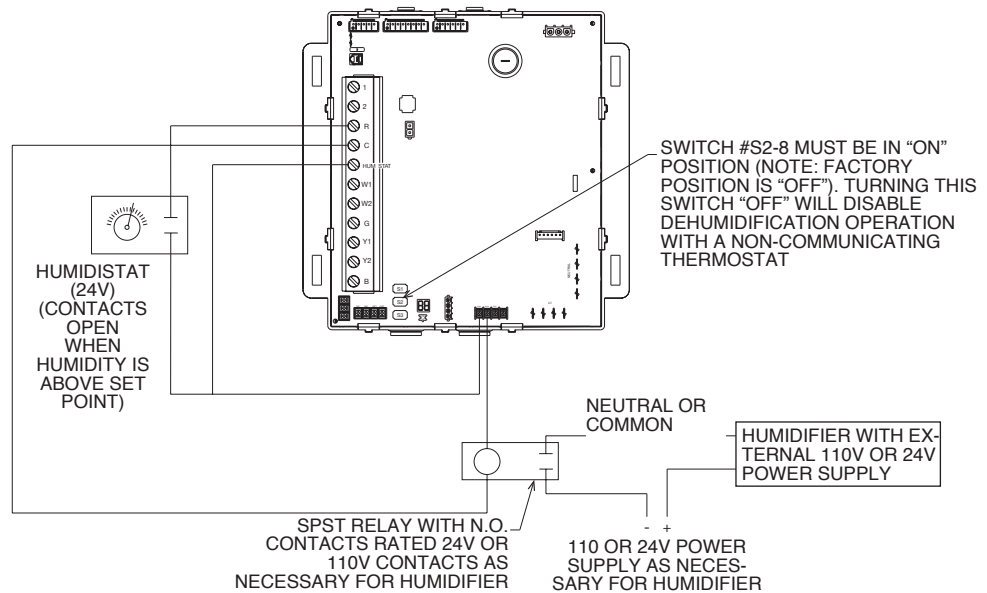 1
2
R
C
HUM STAT
W1
W2
G
Y1
Y2
B
S1
S2
S3
NEUTRAL
SWITCH #S2-8 MUST BE IN “ON”
POSITION (NOTE: FACTORY
POSITION IS “OFF”). TURNING THIS
SWITCH “OFF” WILL DISABLE
DEHUMIDIFICATION OPERATION
WITH A NON-COMMUNICATING
THERMOSTAT
HUMIDISTAT
(24V)
(CONTACTS
OPEN
WHEN
HUMIDITY IS
ABOVE SET
POINT)
NEUTRAL OR
COMMON
HUMIDIFIER WITH EX-
TERNAL 110V OR 24V
POWER SUPPLY
SPST RELAY WITH N.O.
CONTACTS RATED 24V OR
110V CONTACTS AS
NECESSARY FOR HUMIDIFIER
- +
110 OR 24V POWER
SUPPLY AS NECES-
SARY FOR HUMIDIFIER